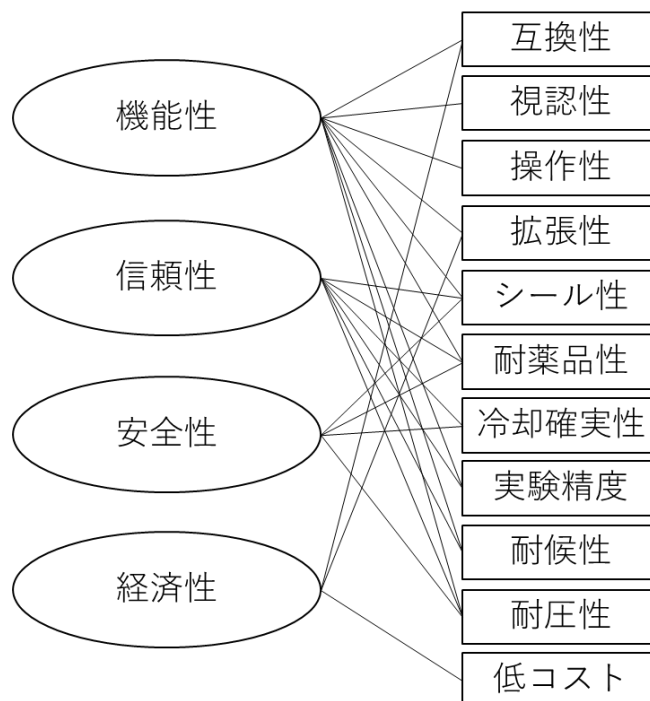 機能性
信頼性
安全性
経済性
互換性
視認性
操作性
拡張性
シール性
耐薬品性
冷却確実性
実験精度
耐候性
耐圧性
低コスト